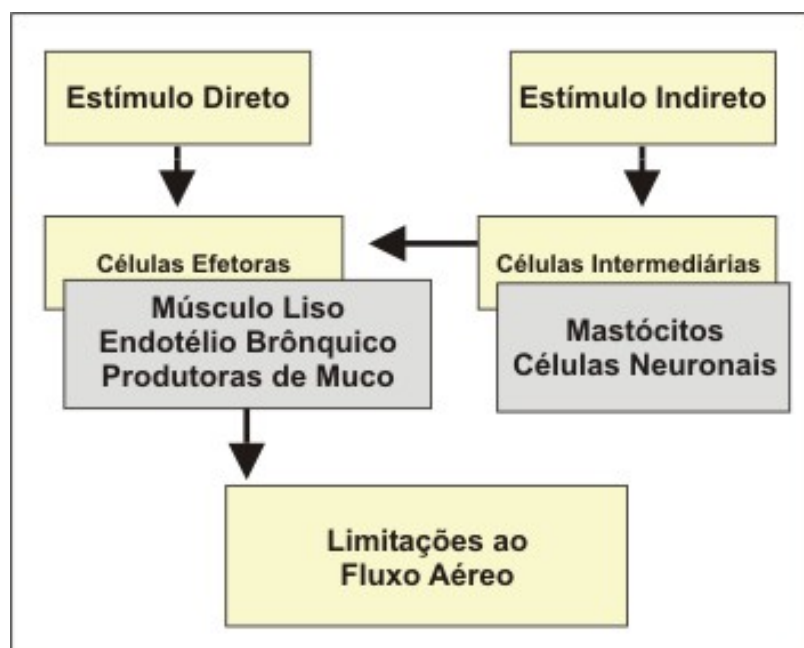 Estímulo Direto
Estímulo Indireto
Células Efetoras
Células Intermediárias
Músculo Liso
Endotélio Brônquico
Produtoras de Muco
Mastócitos
Células Neuronais
Limitações ao
Fluxo Aéreo